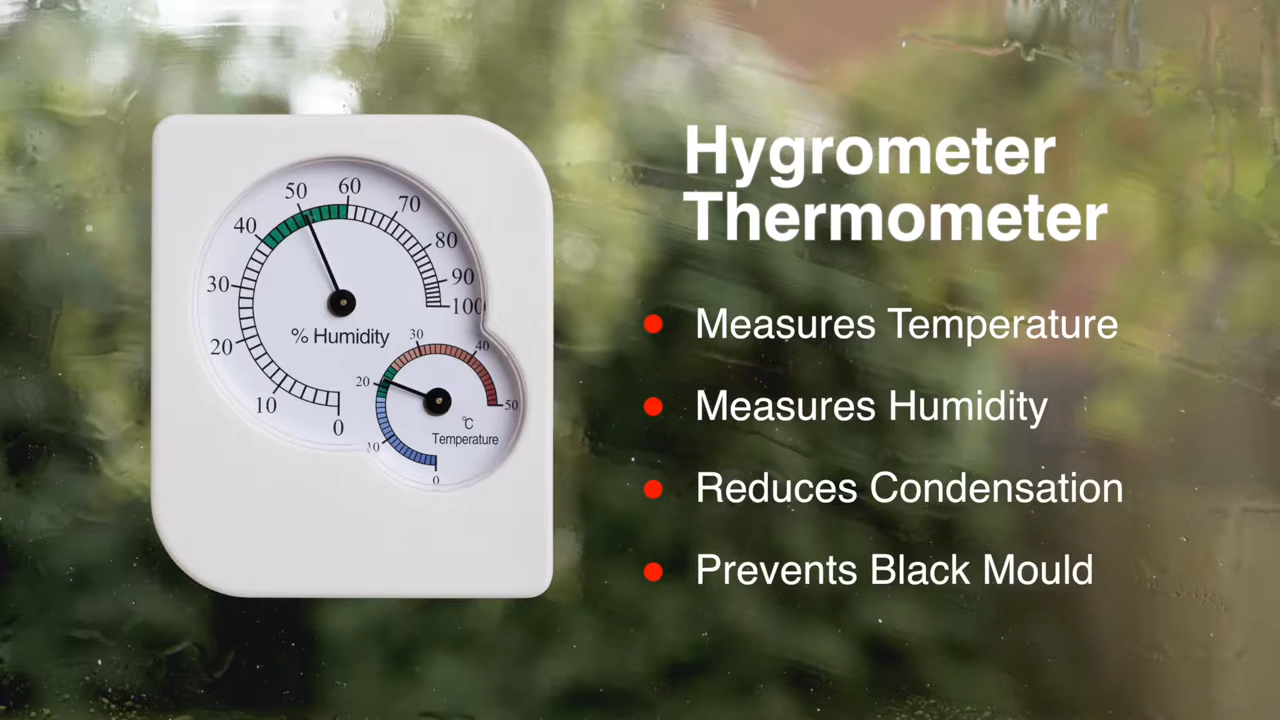 Hygrometer
Thermometer
Measures Temperature
Measures Humidity
Reduces Condensation
Prevents Black Mould
0
10
20
30
40
50
60
70
80
90
100
% Humidity
0
10
20
30
40
50
°C
Temperature